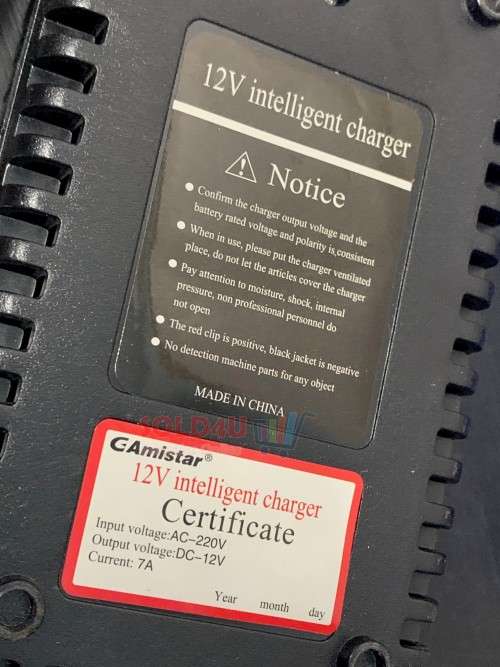 12V intelligent charger
Notice
● Confirm the charger output voltage and the
battery rated voltage and polarity is,consistent
● When in use, please put the charger ventilated
place, do not let the articles cover the charger
● Pay attention to moisture, shock, internal
pressure, non professional personnel do
not open
● The red clip is positive, black jacket is negative
● No detection machine parts for any object
MADE IN CHINA
SOLD4U
GAmistar®
12V intelligent charger
Certificate
Input voltage:AC-220V
Output voltage:DC-12V
Current: 7A
Year month day